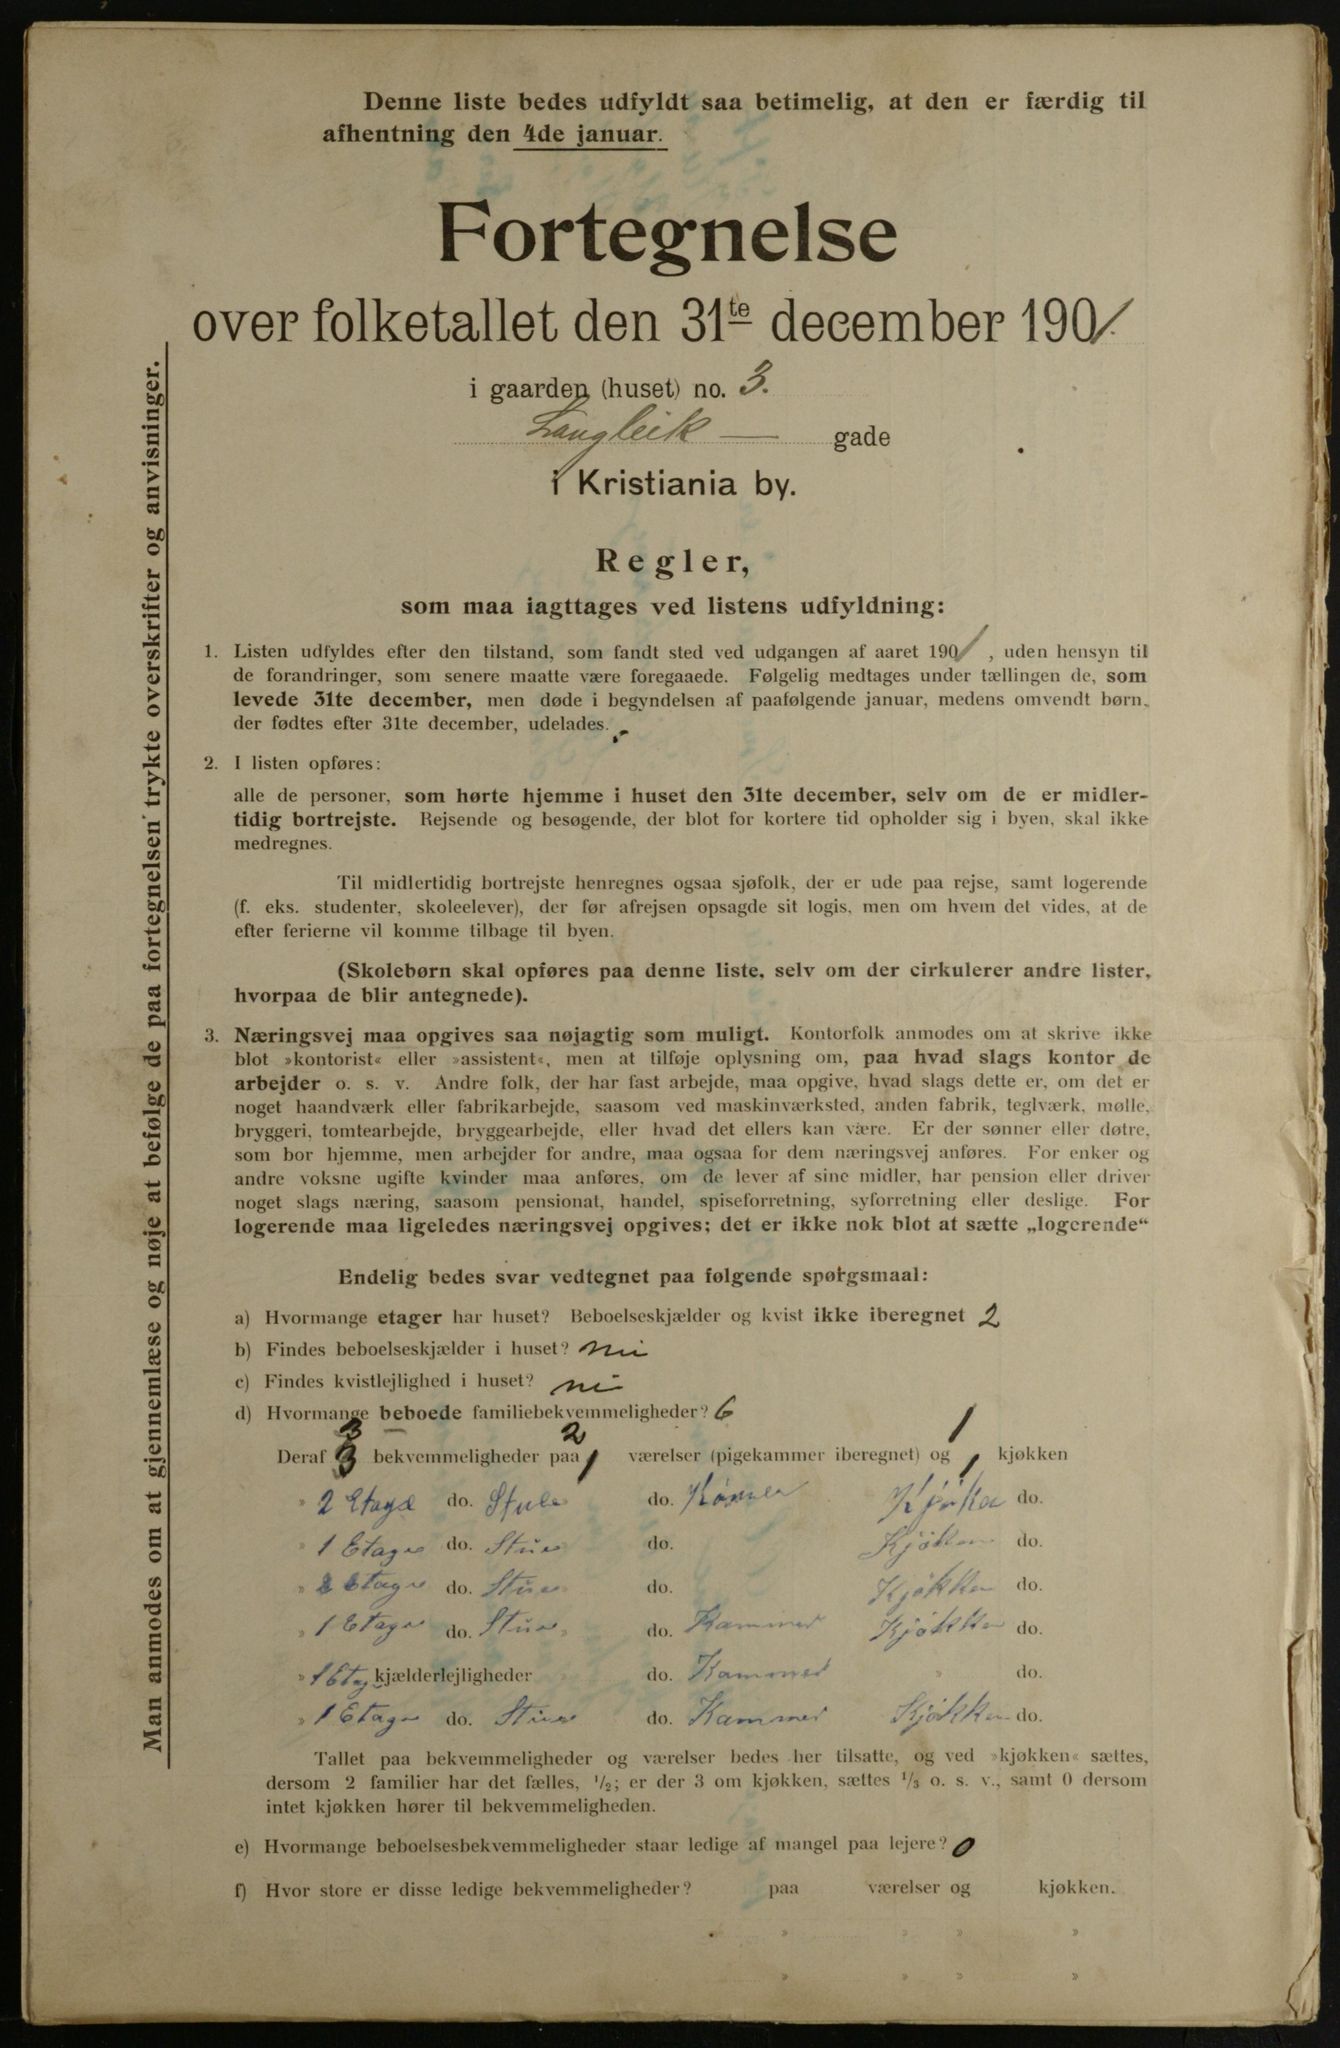 Denne liste bedes udfyldt saa betimelig, at den er færdig til
afhentning den 4de januar.
Fortegnelse
over folketallet den 31te december 1901.
i gaarden (huset) no. 3.
Langleik — gade
i Kristiania by.
Regler,
som maa iagttages ved listens udfyldning:
1. Listen udfyldes efter den tilstand, som fandt sted ved udgangen af aaret 1901, uden hensyn til
de forandringer, som senere maatte være foregaaede. Følgelig medtages under tællingen de, som
levede 31te december, men døde i begyndelsen af paafølgende januar, medens omvendt børn,
der fødtes efter 31te december, udelades.
2. I listen opføres:
alle de personer, som hørte hjemme i huset den 31te december, selv om de er midler-
tidig bortrejste. Rejsende og besøgende, der blot for kortere tid opholder sig i byen, skal ikke
medregnes.
Til midlertidig bortrejste henregnes ogsaa sjøfolk, der er ude paa rejse, samt logerende
(f. eks. studenter, skoleelever), der før afrejsen opsagde sit logis, men om hvem det vides, at de
efter ferierne vil komme tilbage til byen.
(Skolebørn skal opføres paa denne liste, selv om der cirkulerer andre lister,
hvorpaa de blir antegnede).
3. Næringsvej maa opgives saa nøjagtig som muligt. Kontorfolk anmodes om at skrive ikke
blot »kontorist« eller »assistent«, men at tilføje oplysning om, paa hvad slags kontor de
arbejder o. s. v. Andre folk, der har fast arbejde, maa opgive, hvad slags dette er, om det er
noget haandværk eller fabrikarbejde, saasom ved maskinværksted, anden fabrik, teglværk, mølle,
bryggeri, tomtearbejde, bryggearbejde, eller hvad det ellers kan være. Er der sønner eller døtre,
som bor hjemme, men arbejder for andre, maa ogsaa for dem næringsvej anføres. For enker og
andre voksne ugifte kvinder maa anføres, om de lever af sine midler, har pension eller driver
noget slags næring, saasom pensionat, handel, spiseforretning, syforretning eller deslige. For
logerende maa ligeledes næringsvej opgives; det er ikke nok blot at sætte „logerende“
Endelig bedes svar vedtegnet paa følgende spørgsmaal:
a) Hvormange etager har huset? Beboelseskjælder og kvist ikke iberegnet 2
b) Findes beboelseskjælder i huset? nei
c) Findes kvistlejlighed i huset? nei
d) Hvormange beboede familiebekvemmeligheder? 6
3 2 1
Deraf 3 bekvemmeligheder paa 1 værelser (pigekammer iberegnet) og 1 kjøkken
» 2 Etage do. Stue do. Kjøken do.
» 1 Etage do. Stue do. Kjøken do.
» 2 Etage do. Stue do. Kjøkken do.
» 1 Etage do. Stue do. Kammer Kjøkken do.
» 1 Etage kjælderlejligheder do. Kammer » do.
» 1 Etage do. Stue do. Kammer Kjøkken do.
Tallet paa bekvemmeligheder og værelser bedes her tilsatte, og ved »kjøkken« sættes,
dersom 2 familier har det fælles, 1/2; er der 3 om kjøkken, sættes 1/3 o. s. v., samt 0 dersom
intet kjøkken hører til bekvemmeligheden.
e) Hvormange beboelsesbekvemmeligheder staar ledige af mangel paa lejere? 0
f) Hvor store er disse ledige bekvemmeligheder? paa værelser og kjøkken.
» » »
» » »
Man anmodes om at gjennemlæse og nøje at befølge de paa fortegnelsen trykte overskrifter og anvisninger.